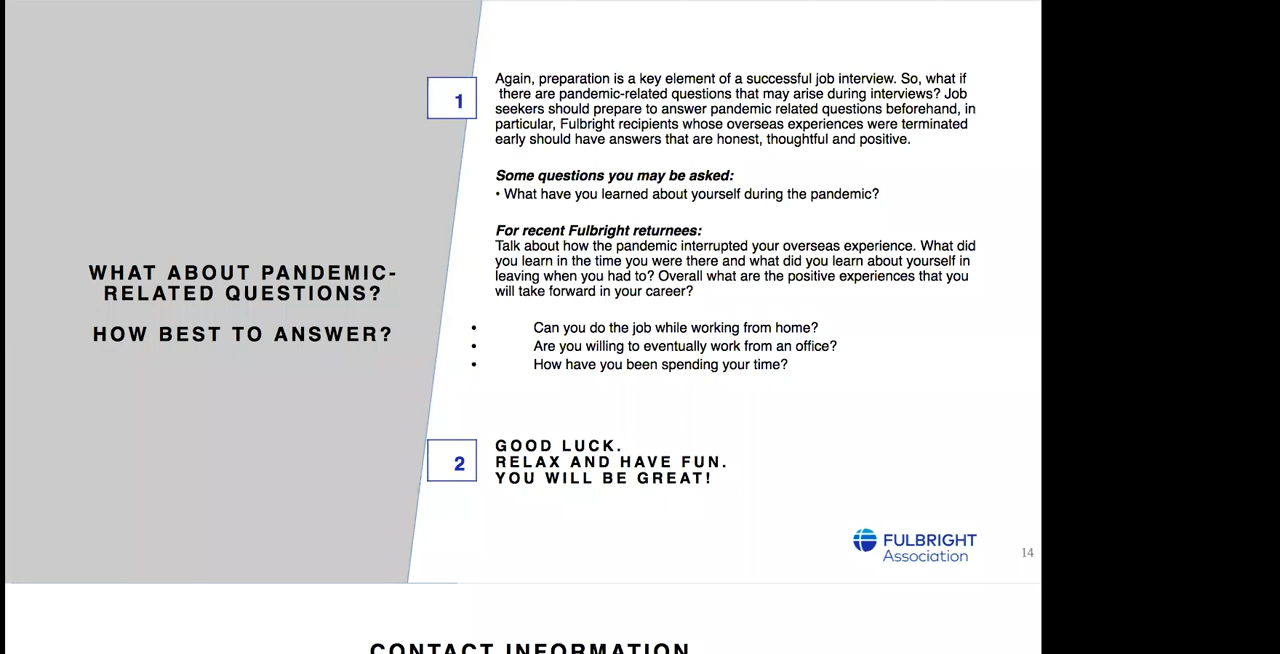 WHAT ABOUT PANDEMIC-
RELATED QUESTIONS?
HOW BEST TO ANSWER?
1
Again, preparation is a key element of a successful job interview. So, what if
there are pandemic-related questions that may arise during interviews? Job
seekers should prepare to answer pandemic related questions beforehand, in
particular, Fulbright recipients whose overseas experiences were terminated
early should have answers that are honest, thoughtful and positive.
Some questions you may be asked:
• What have you learned about yourself during the pandemic?
For recent Fulbright returnees:
Talk about how the pandemic interrupted your overseas experience. What did
you learn in the time you were there and what did you learn about yourself in
leaving when you had to? Overall what are the positive experiences that you
will take forward in your career?
• Can you do the job while working from home?
• Are you willing to eventually work from an office?
• How have you been spending your time?
2
GOOD LUCK.
RELAX AND HAVE FUN.
YOU WILL BE GREAT!
FULBRIGHT
Association
14
CONTACT INFORMATION